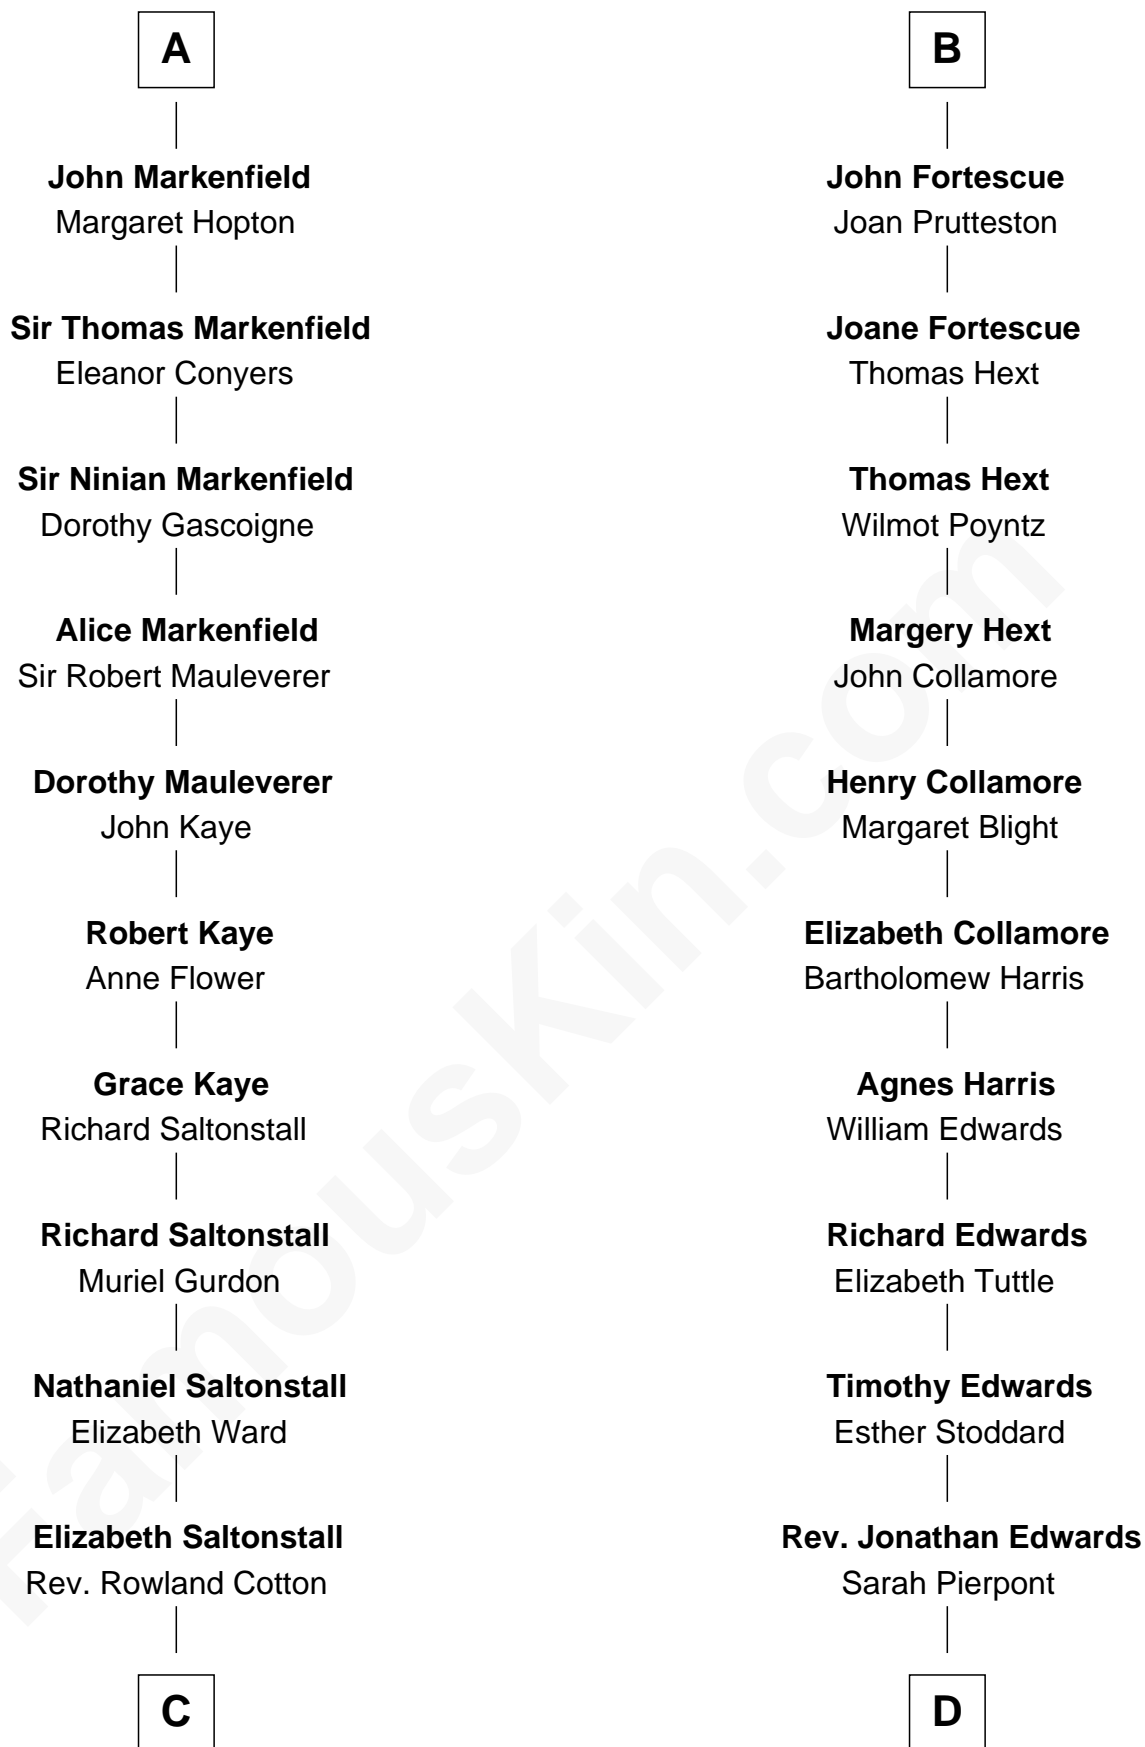 A
John Markenfield
Margaret Hopton
Sir Thomas Markenfield
Eleanor Conyers
Sir Ninian Markenfield
Dorothy Gascoigne
Alice Markenfield
Sir Robert Mauleverer
Dorothy Mauleverer
John Kaye
Robert Kaye
Anne Flower
Grace Kaye
Richard Saltonstall
Richard Saltonstall
Muriel Gurdon
Nathaniel Saltonstall
Elizabeth Ward
Elizabeth Saltonstall
Rev. Rowland Cotton
C
B
John Fortescue
Joan Prutteston
Joane Fortescue
Thomas Hext
Thomas Hext
Wilmot Poyntz
Margery Hext
John Collamore
Henry Collamore
Margaret Blight
Elizabeth Collamore
Bartholomew Harris
Agnes Harris
William Edwards
Richard Edwards
Elizabeth Tuttle
Timothy Edwards
Esther Stoddard
Rev. Jonathan Edwards
Sarah Pierpont
D
FamousKin.com